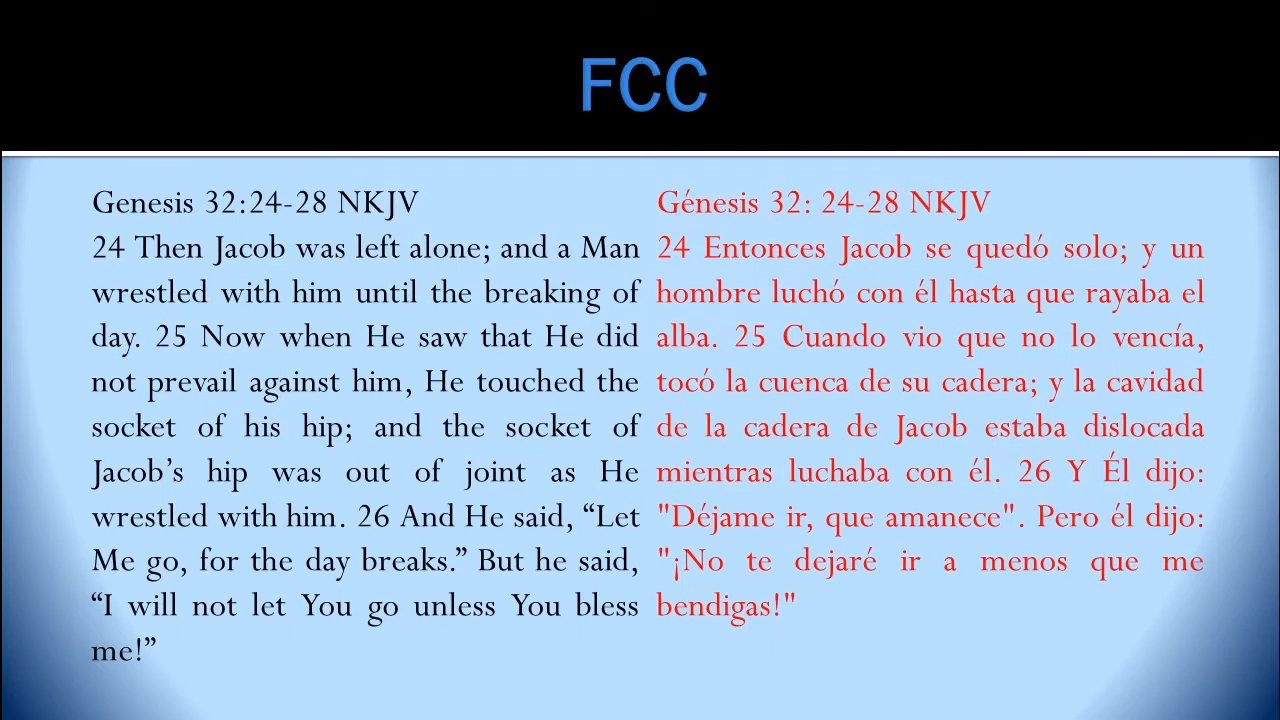 FCC
Genesis 32:24-28 NKJV
24 Then Jacob was left alone; and a Man
wrestled with him until the breaking of
day. 25 Now when He saw that He did
not prevail against him, He touched the
socket of his hip; and the socket of
Jacob’s hip was out of joint as He
wrestled with him. 26 And He said, “Let
Me go, for the day breaks.” But he said,
“I will not let You go unless You bless
me!”
Génesis 32: 24-28 NKJV
24 Entonces Jacob se quedó solo; y un
hombre luchó con él hasta que rayaba el
alba. 25 Cuando vio que no lo vencía,
tocó la cuenca de su cadera; y la cavidad
de la cadera de Jacob estaba dislocada
mientras luchaba con él. 26 Y Él dijo:
"Déjame ir, que amanece". Pero él dijo:
"¡No te dejaré ir a menos que me
bendigas!"